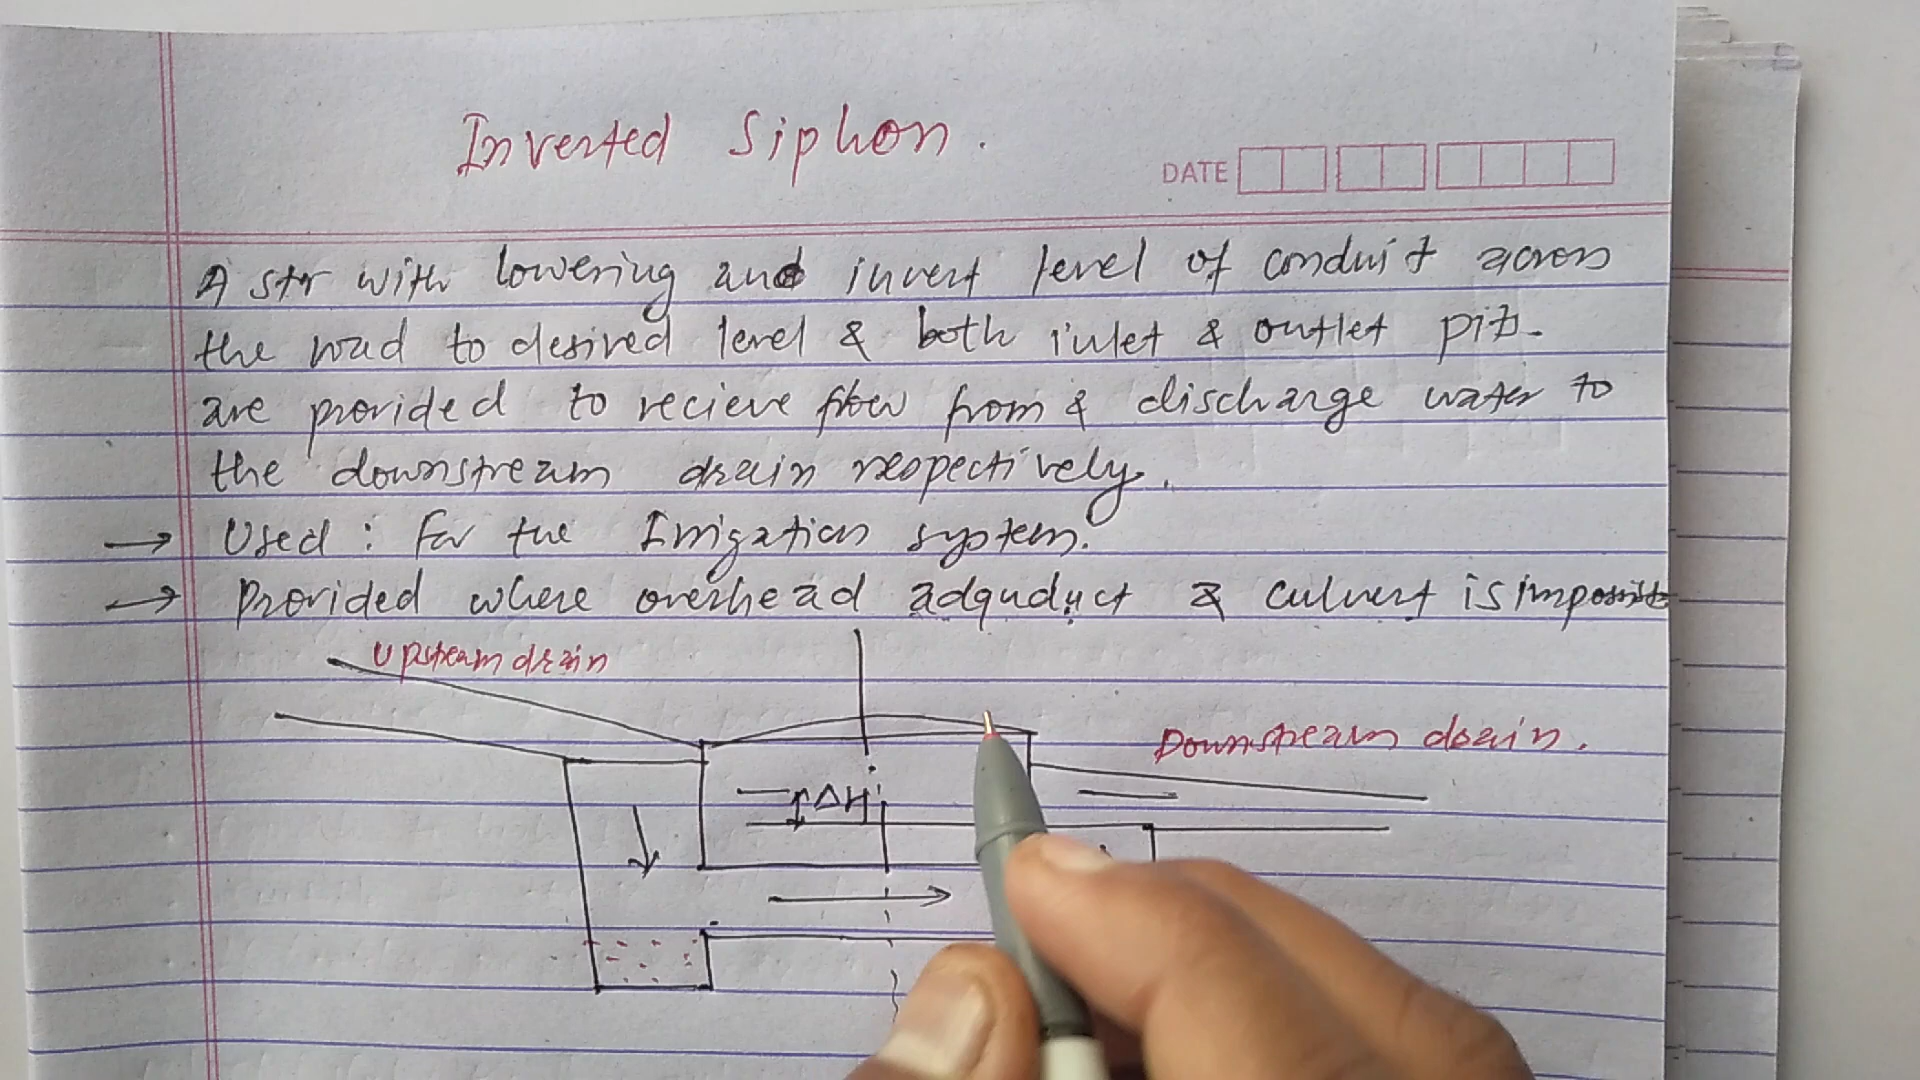 Inverted Siphon.
DATE
A str with lowering and invert level of conduit across
the road to desired level & both inlet & outlet pit.
are provided to recieve flow from & discharge water to
the downstream drain respectively.
→ Used : For the Irrigation system.
→ Provided where overhead adquduct & culvert is impossible
Upstream drain
Downstream drain.
ΔH